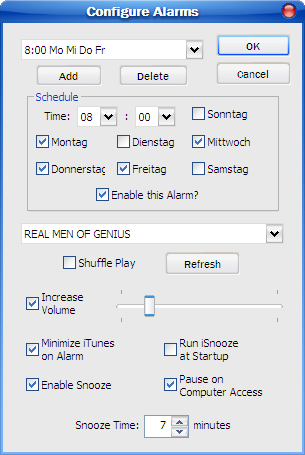 Configure Alarms
8:00 Mo Mi Do Fr
OK
Add
Delete
Cancel
Schedule
Time: 08 : 00
Sonntag
Montag
Dienstag
Mittwoch
Donnerstag
Freitag
Samstag
Enable this Alarm?
REAL MEN OF GENIUS
Shuffle Play
Refresh
Increase
Volume
Minimize iTunes
on Alarm
Run iSnooze
at Startup
Enable Snooze
Pause on
Computer Access
Snooze Time: 7 minutes